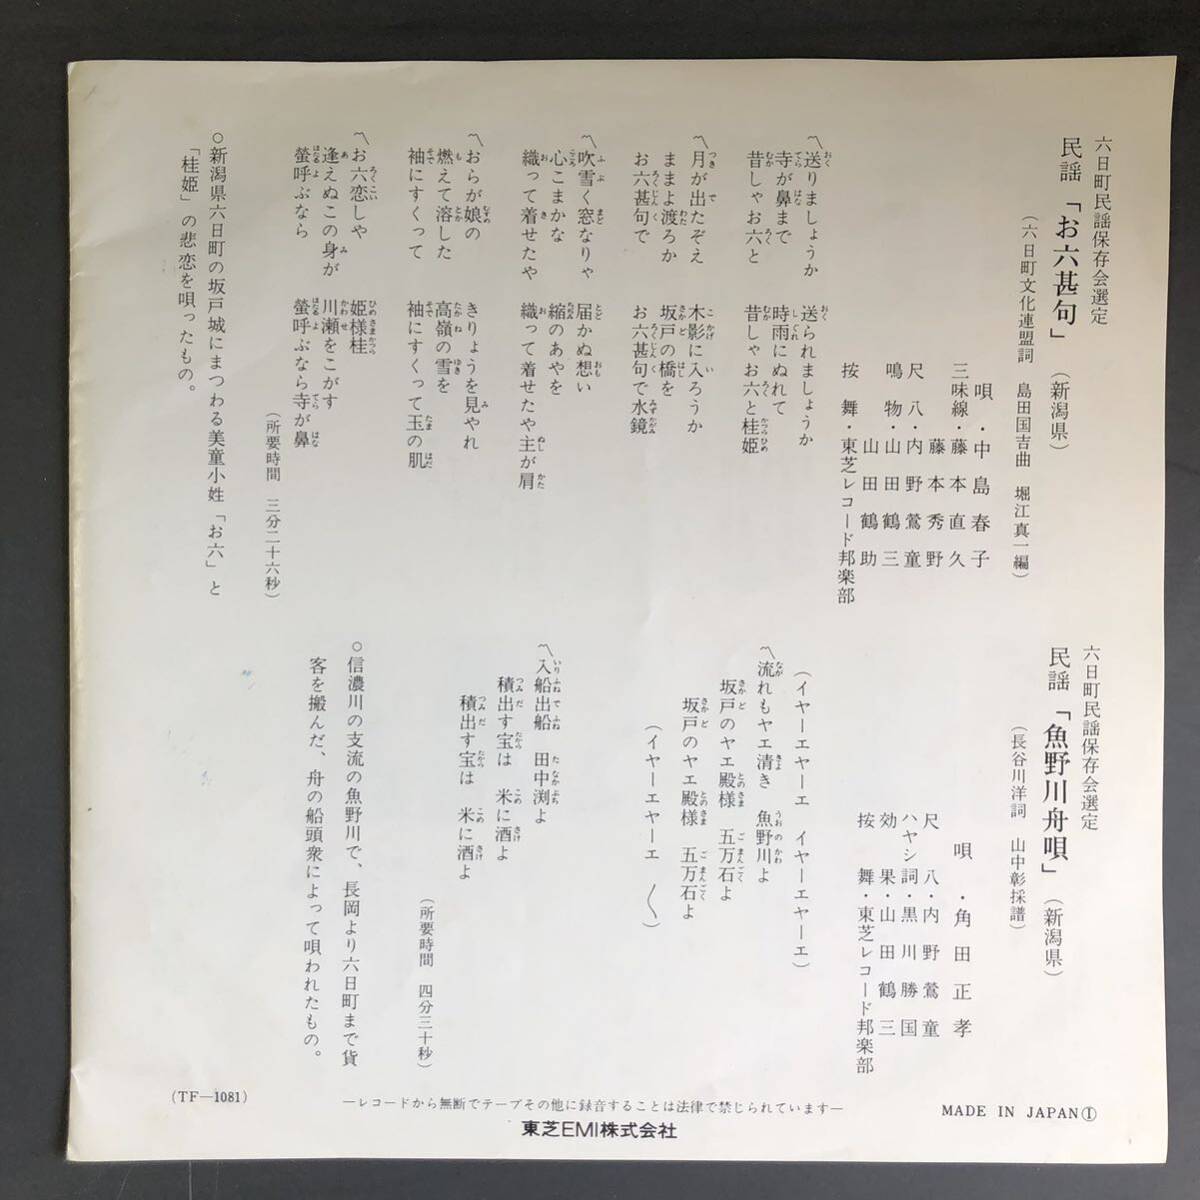 六日町民謡保存会選定
民謡「お六甚句」（新潟県）
（六日町文化連盟詞　島田国吉曲　堀江真一編）
唄・中島春子
三味線・藤本直久
藤本秀野
尺八・内野鶯童
鳴物・山田鶴三
山田鶴助
按舞・東芝レコード邦楽部
〽送りましょうか　送られましょうか
寺が鼻まで　時雨にぬれて
昔しゃお六と　昔しゃお六と桂姫
〽月が出たぞえ　木影に入ろうか
ままよ渡ろか　坂戸の橋を
お六甚句で　お六甚句で水鏡
〽吹雪く窓なりゃ　届かぬ想い
心こまかな　縮のあやを
織って着せたや　織って着せたや主が肩
〽おらが娘の　きりょうを見やれ
燃えて溶した　高嶺の雪を
袖にすくって　袖にすくって玉の肌
〽お六恋しや　姫様桂
逢えぬこの身が　川瀬をこがす
螢呼ぶなら　螢呼ぶなら寺が鼻
（所要時間　三分二十六秒）
○新潟県六日町の坂戸城にまつわる美童小姓「お六」と
「桂姫」の悲恋を唄ったもの。
六日町民謡保存会選定
民謡「魚野川舟唄」（新潟県）
（長谷川洋詞　山中彰採譜）
唄・角田正孝
尺八・内野鶯童
ハヤシ詞・黒川勝国
効果・山田鶴三
按舞・東芝レコード邦楽部
（イヤーエヤーエ　イヤーエヤーエ）
〽流れもヤエ清き　魚野川よ
坂戸のヤエ殿様　五万石よ
坂戸のヤエ殿様　五万石よ
（イヤーエヤーエ　〱）
〽入船出船　田中渕よ
積出す宝は　米に酒よ
積出す宝は　米に酒よ
（所要時間　四分三十秒）
○信濃川の支流の魚野川で、長岡より六日町まで貨
客を搬んだ、舟の船頭衆によって唄われたもの。
(TF—1081)
—レコードから無断でテープその他に録音することは法律で禁じられています—
MADE IN JAPANⒾ
東芝EMI株式会社